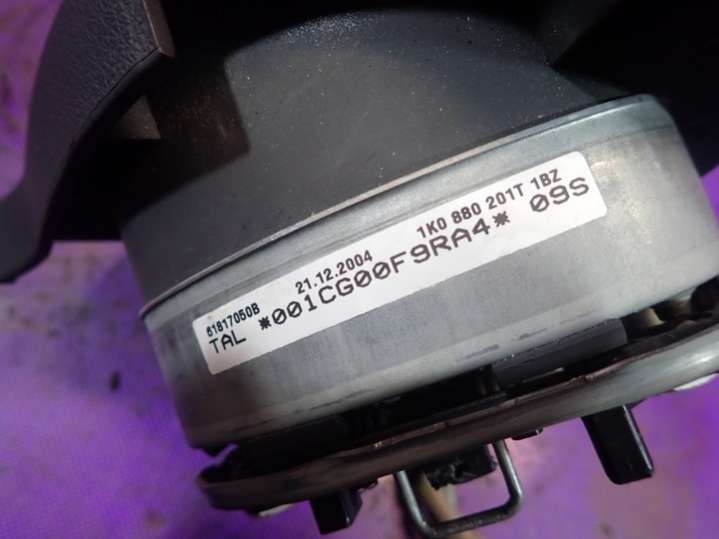 61817050B 21.12.2004 1K0 880 201T 1BZ
TAL *001CG00F9RA4* 09S